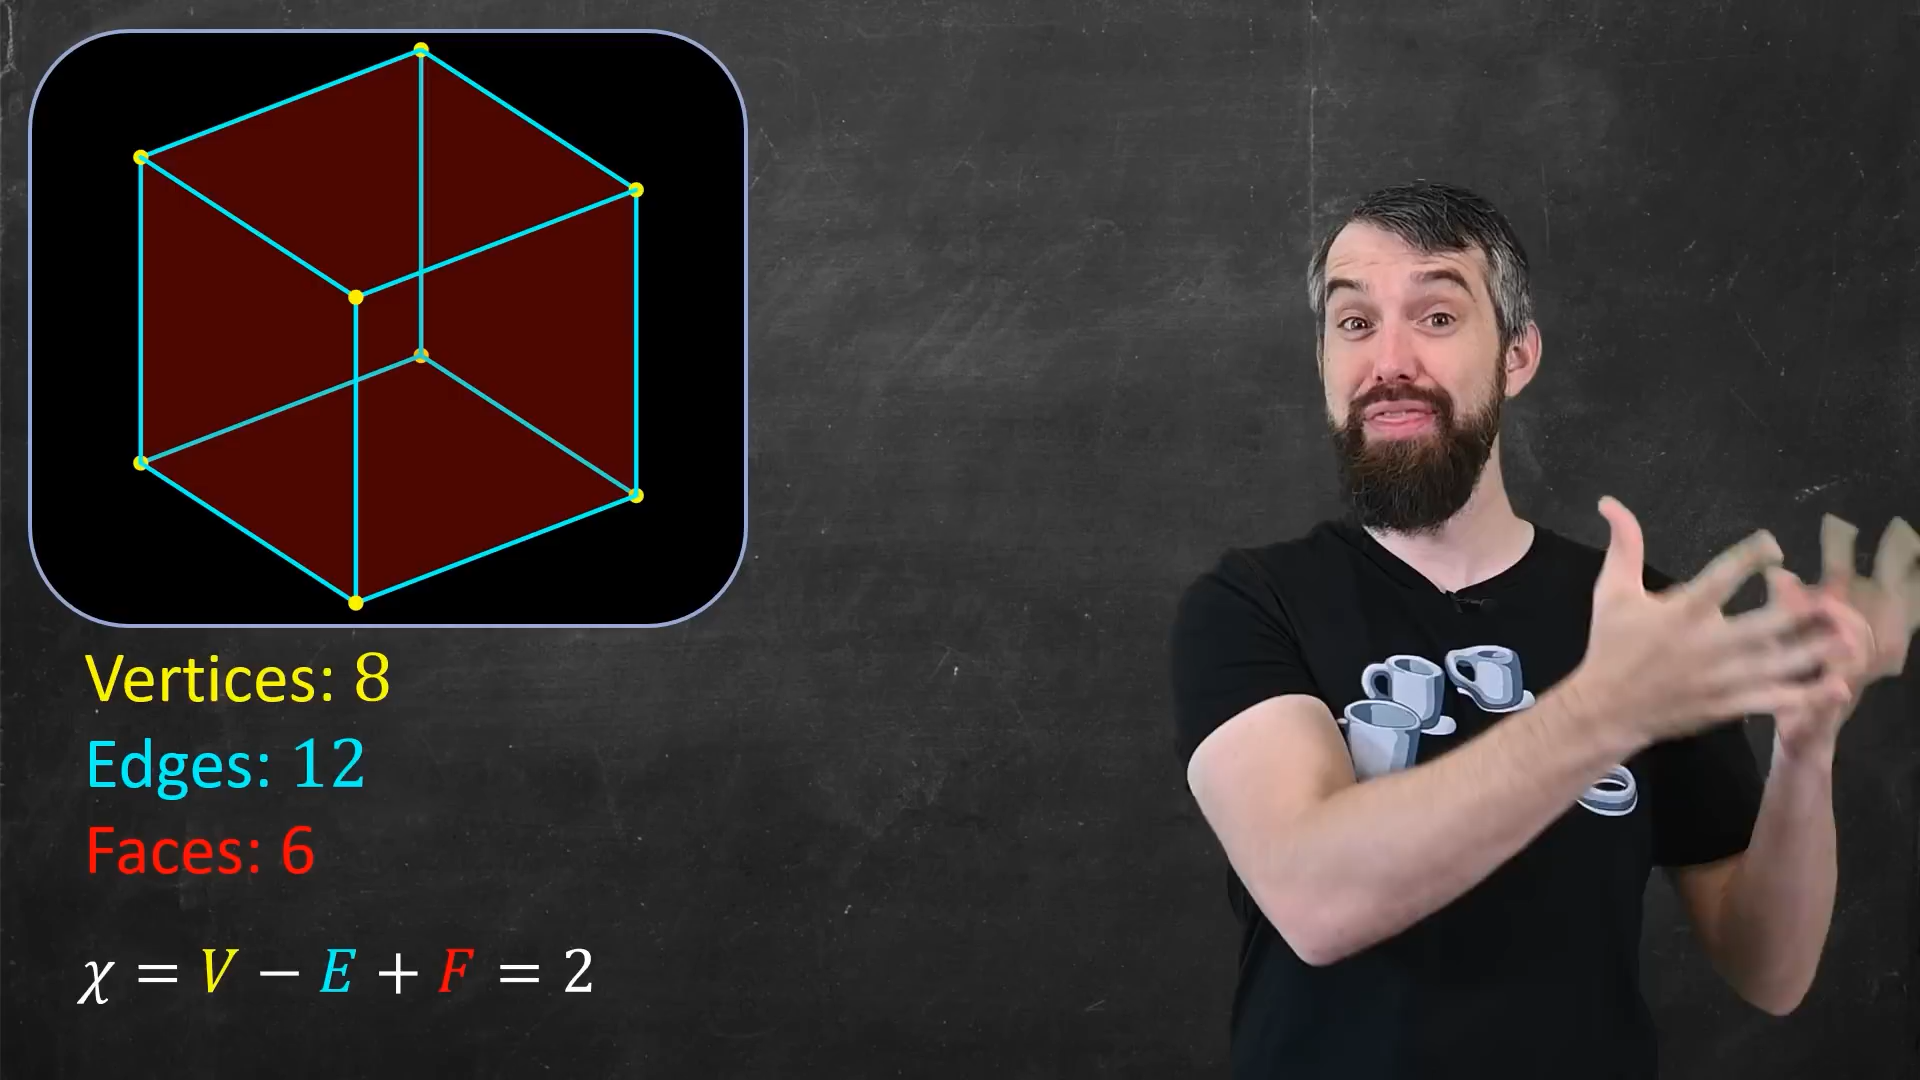 Vertices: 8
Edges: 12
Faces: 6
χ = V − E + F = 2